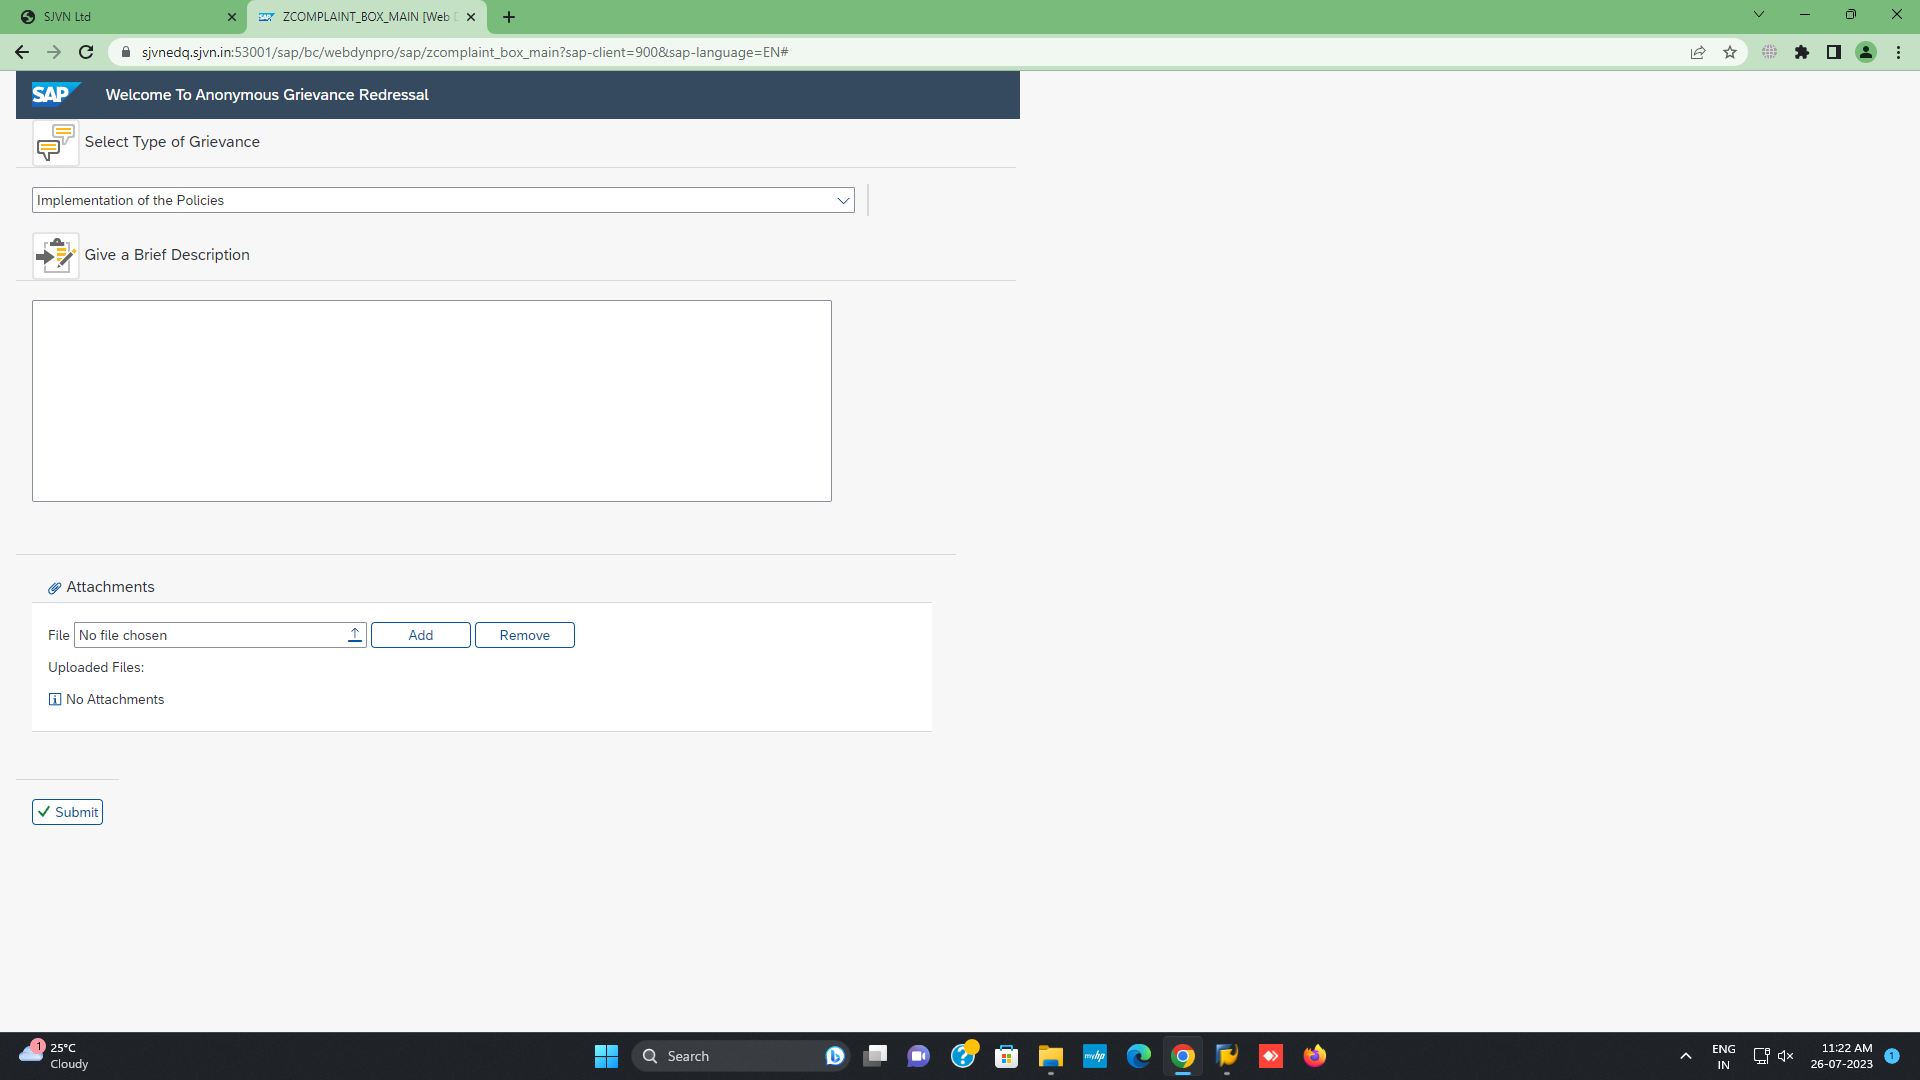 SJVN Ltd
ZCOMPLAINT_BOX_MAIN [Web
sjvnedq.sjvn.in:53001/sap/bc/webdynpro/sap/zcomplaint_box_main?sap-client=900&sap-language=EN#
SAP Welcome To Anonymous Grievance Redressal
Select Type of Grievance
Implementation of the Policies
Give a Brief Description
Attachments
File No file chosen Add Remove
Uploaded Files:
No Attachments
Submit
1 25°C
Cloudy
Search
myhp
ENG
IN
11:22 AM
26-07-2023
1